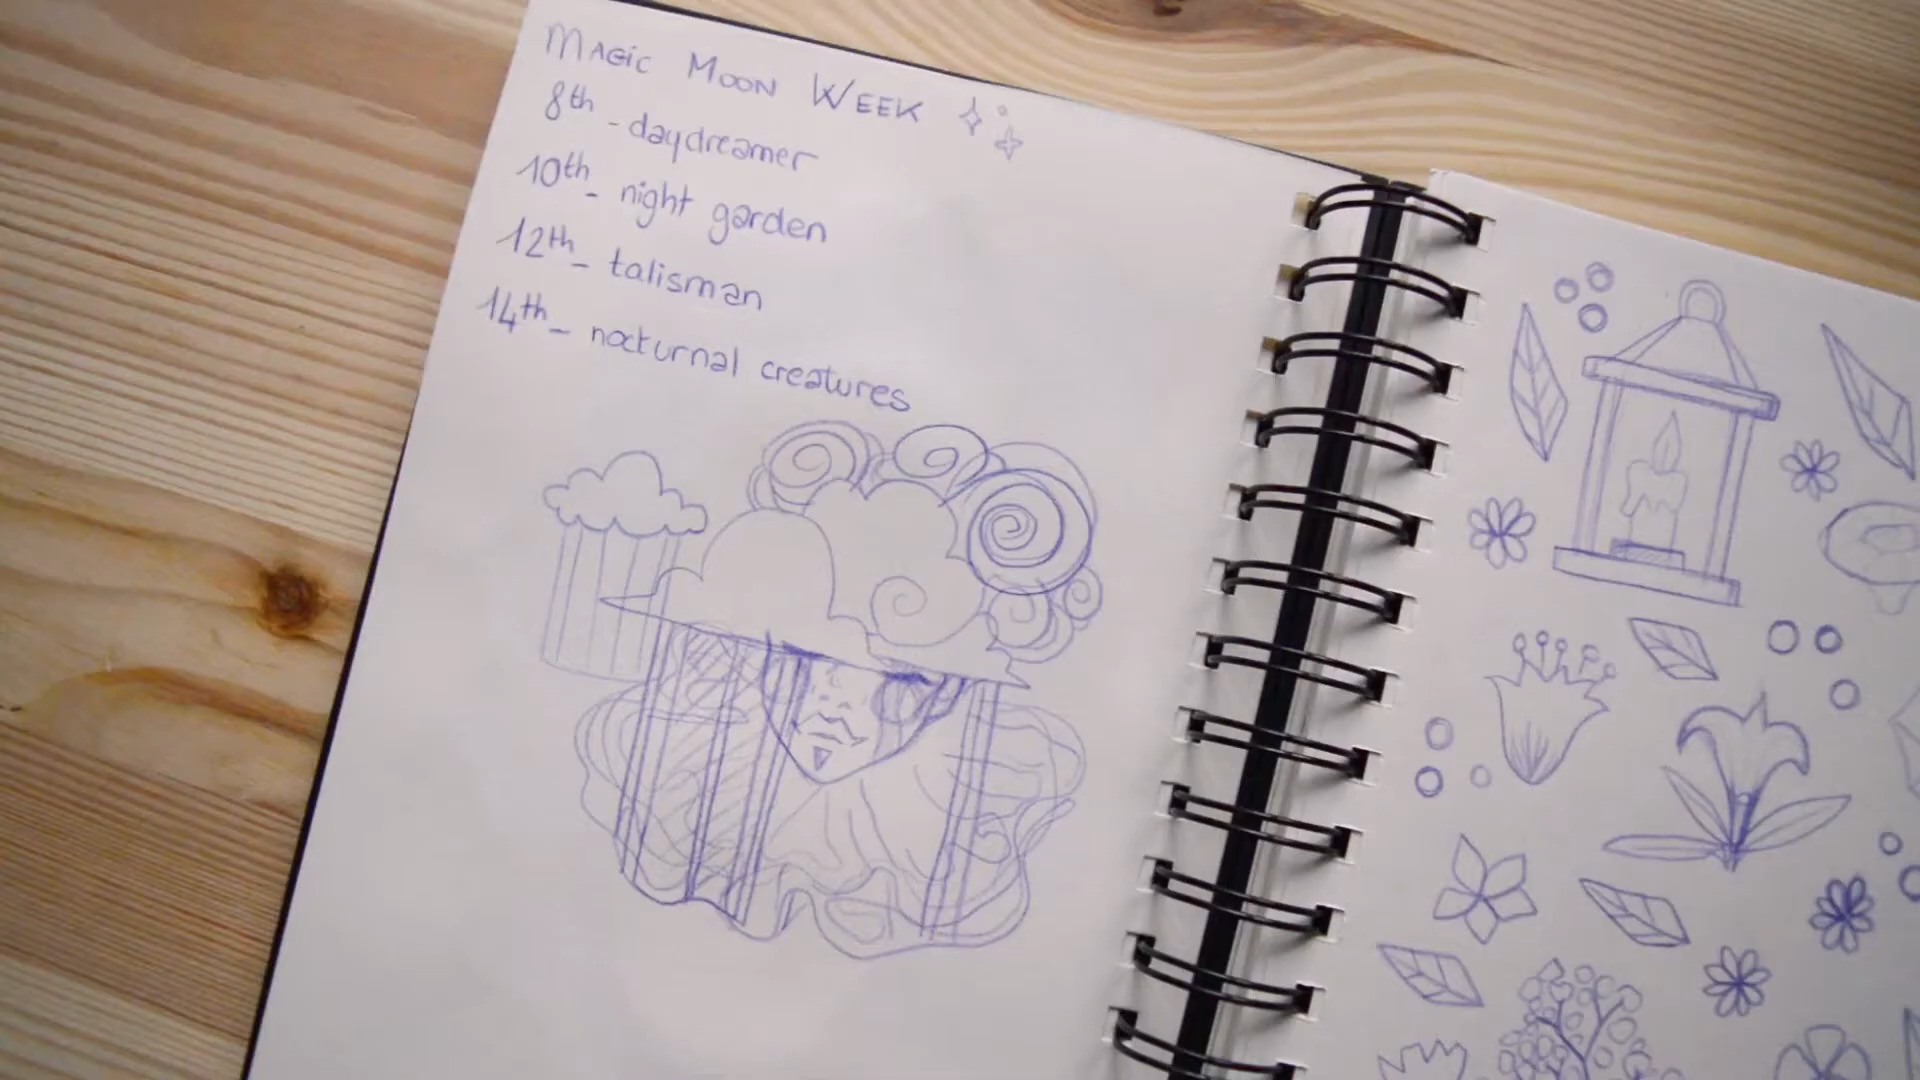 Magic Moon Week
8th - daydreamer
10th - night garden
12th - talisman
14th - nocturnal creatures